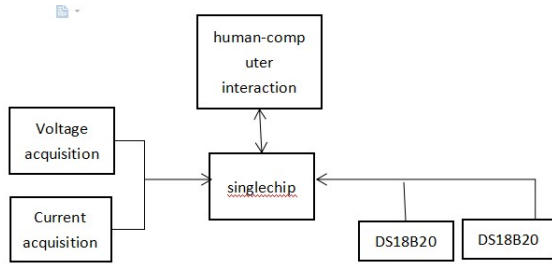 human-comp
uter
interaction
Voltage
acquisition
singlechip
Current
acquisition
DS18B20
DS18B20